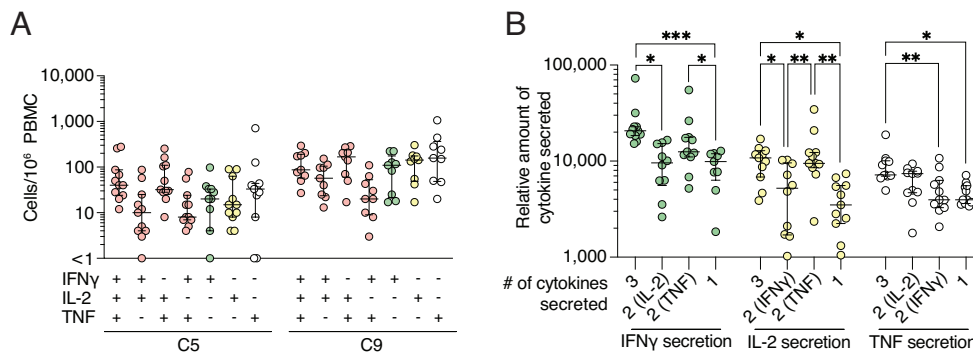 A
Cells/10⁶ PBMC
10,000
1,000
100
10
<1
IFNγ + + - + + - - + + - + + - -
IL-2 + + + - - + - + + + - - + -
TNF + - + + - - + + - + + - - +
C5 C9
B
Relative amount of
cytokine secreted
100,000
10,000
1,000
*** * *
* * ** ** **
* **
# of cytokines
secreted
3 2 (IL-2) 2 (TNF) 1 3 2 (IFNγ) 2 (TNF) 1 3 2 (IL-2) 2 (IFNγ) 1
IFNγ secretion IL-2 secretion TNF secretion